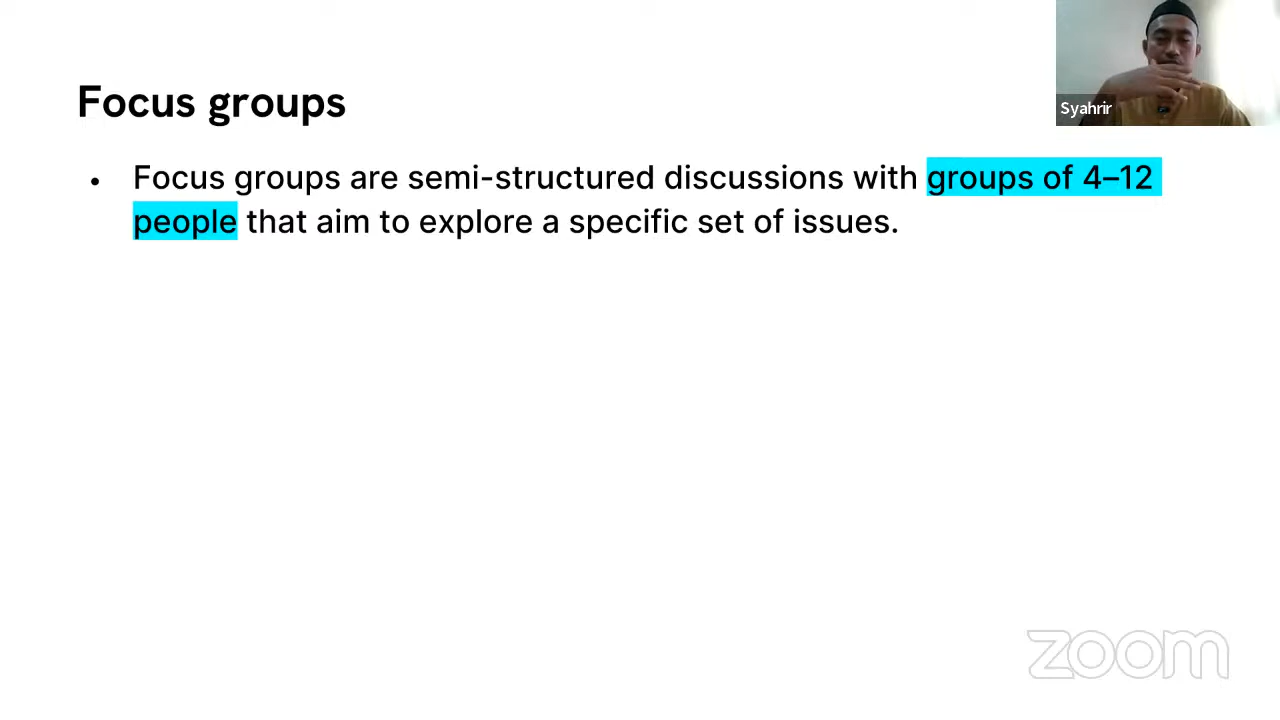 Focus groups
Syahrir
• Focus groups are semi-structured discussions with groups of 4–12
people that aim to explore a specific set of issues.
zoom